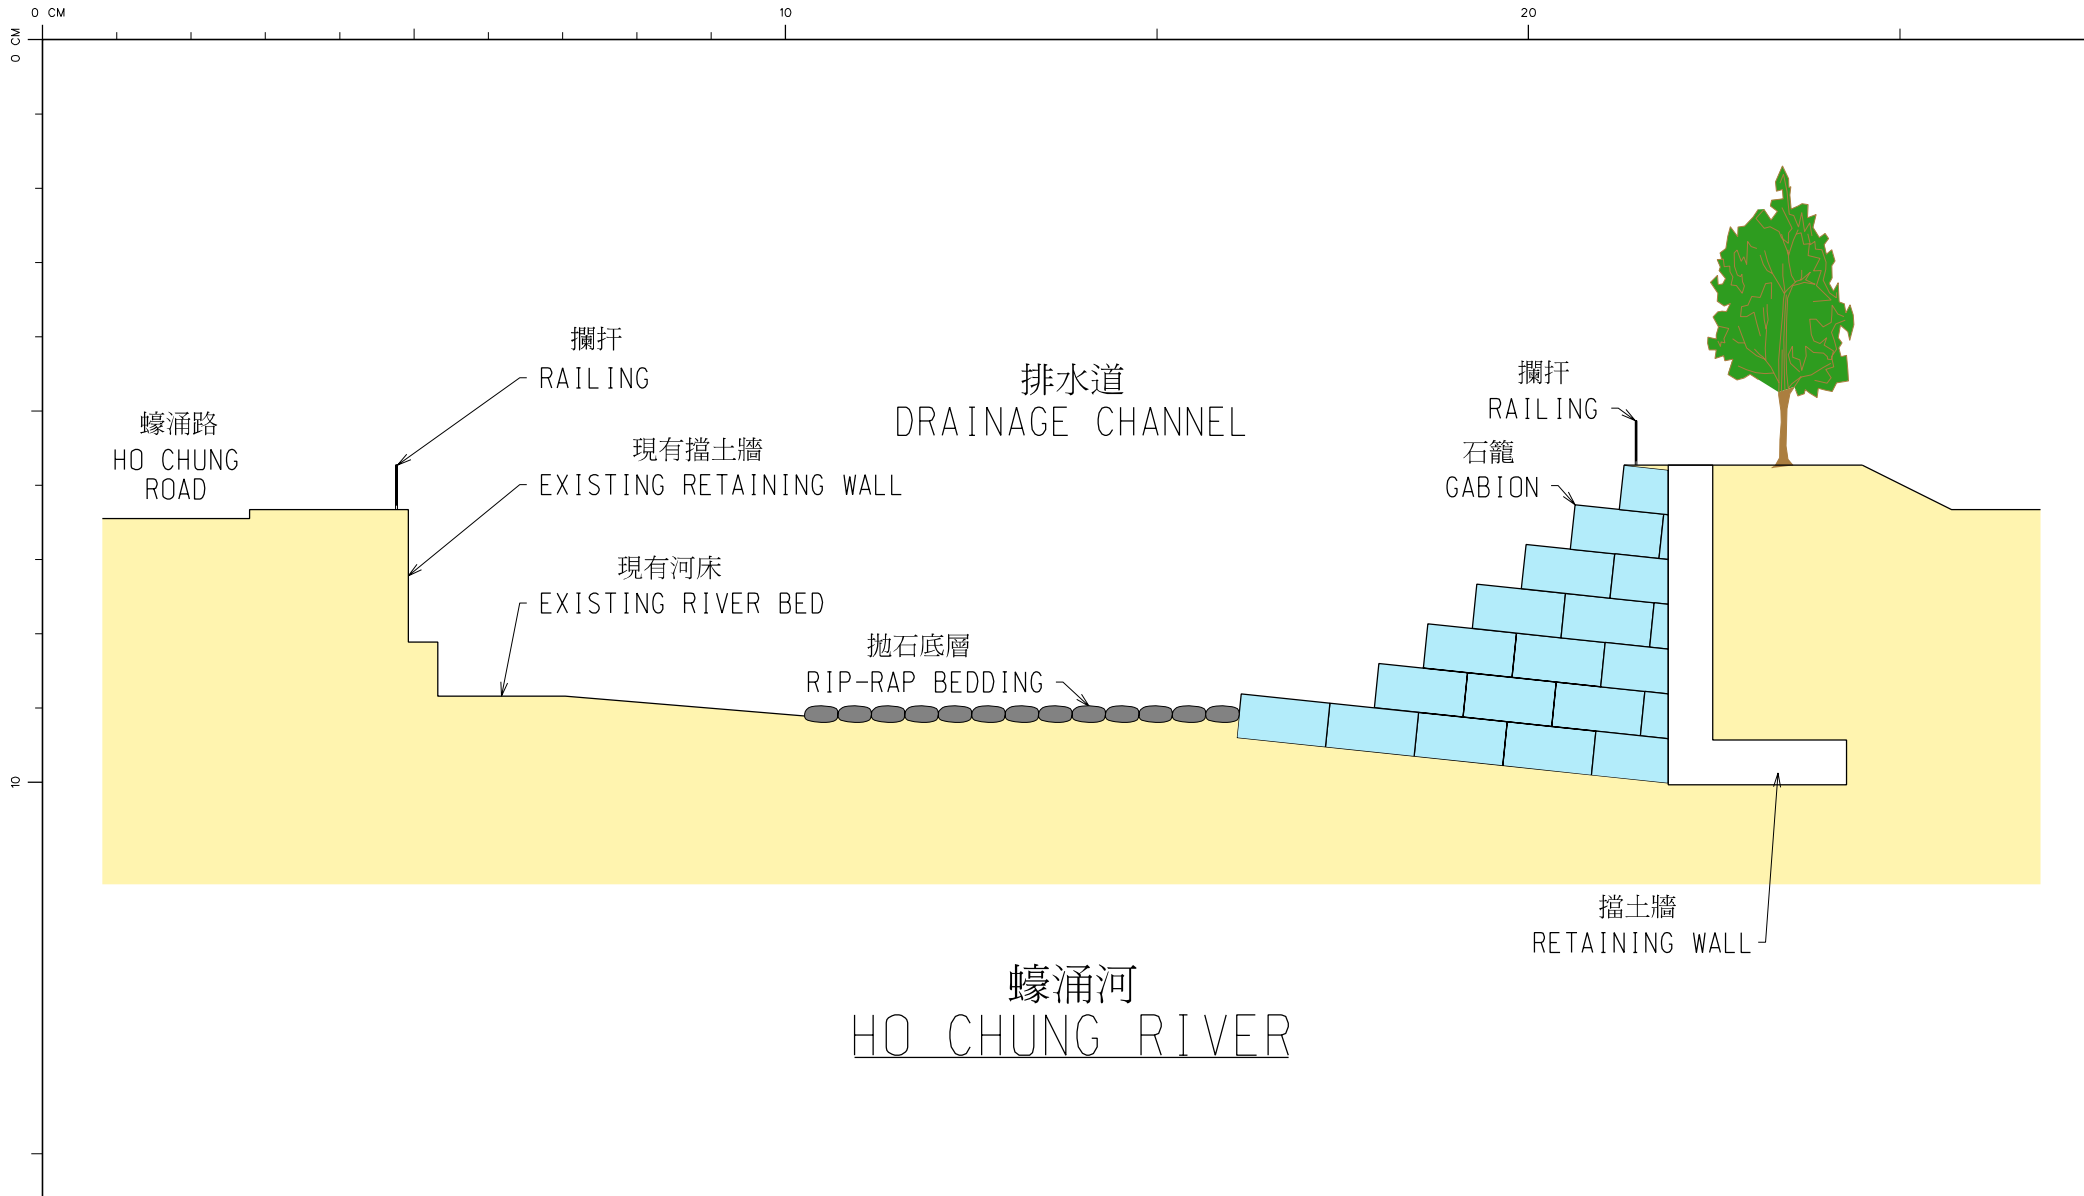 0 CM
10
20
0 CM
10
攔扞
RAILING
排水道
DRAINAGE CHANNEL
攔扞
RAILING
蠔涌路
HO CHUNG
ROAD
現有擋土牆
EXISTING RETAINING WALL
石籠
GABION
現有河床
EXISTING RIVER BED
拋石底層
RIP-RAP BEDDING
擋土牆
RETAINING WALL
蠔涌河
HO CHUNG RIVER